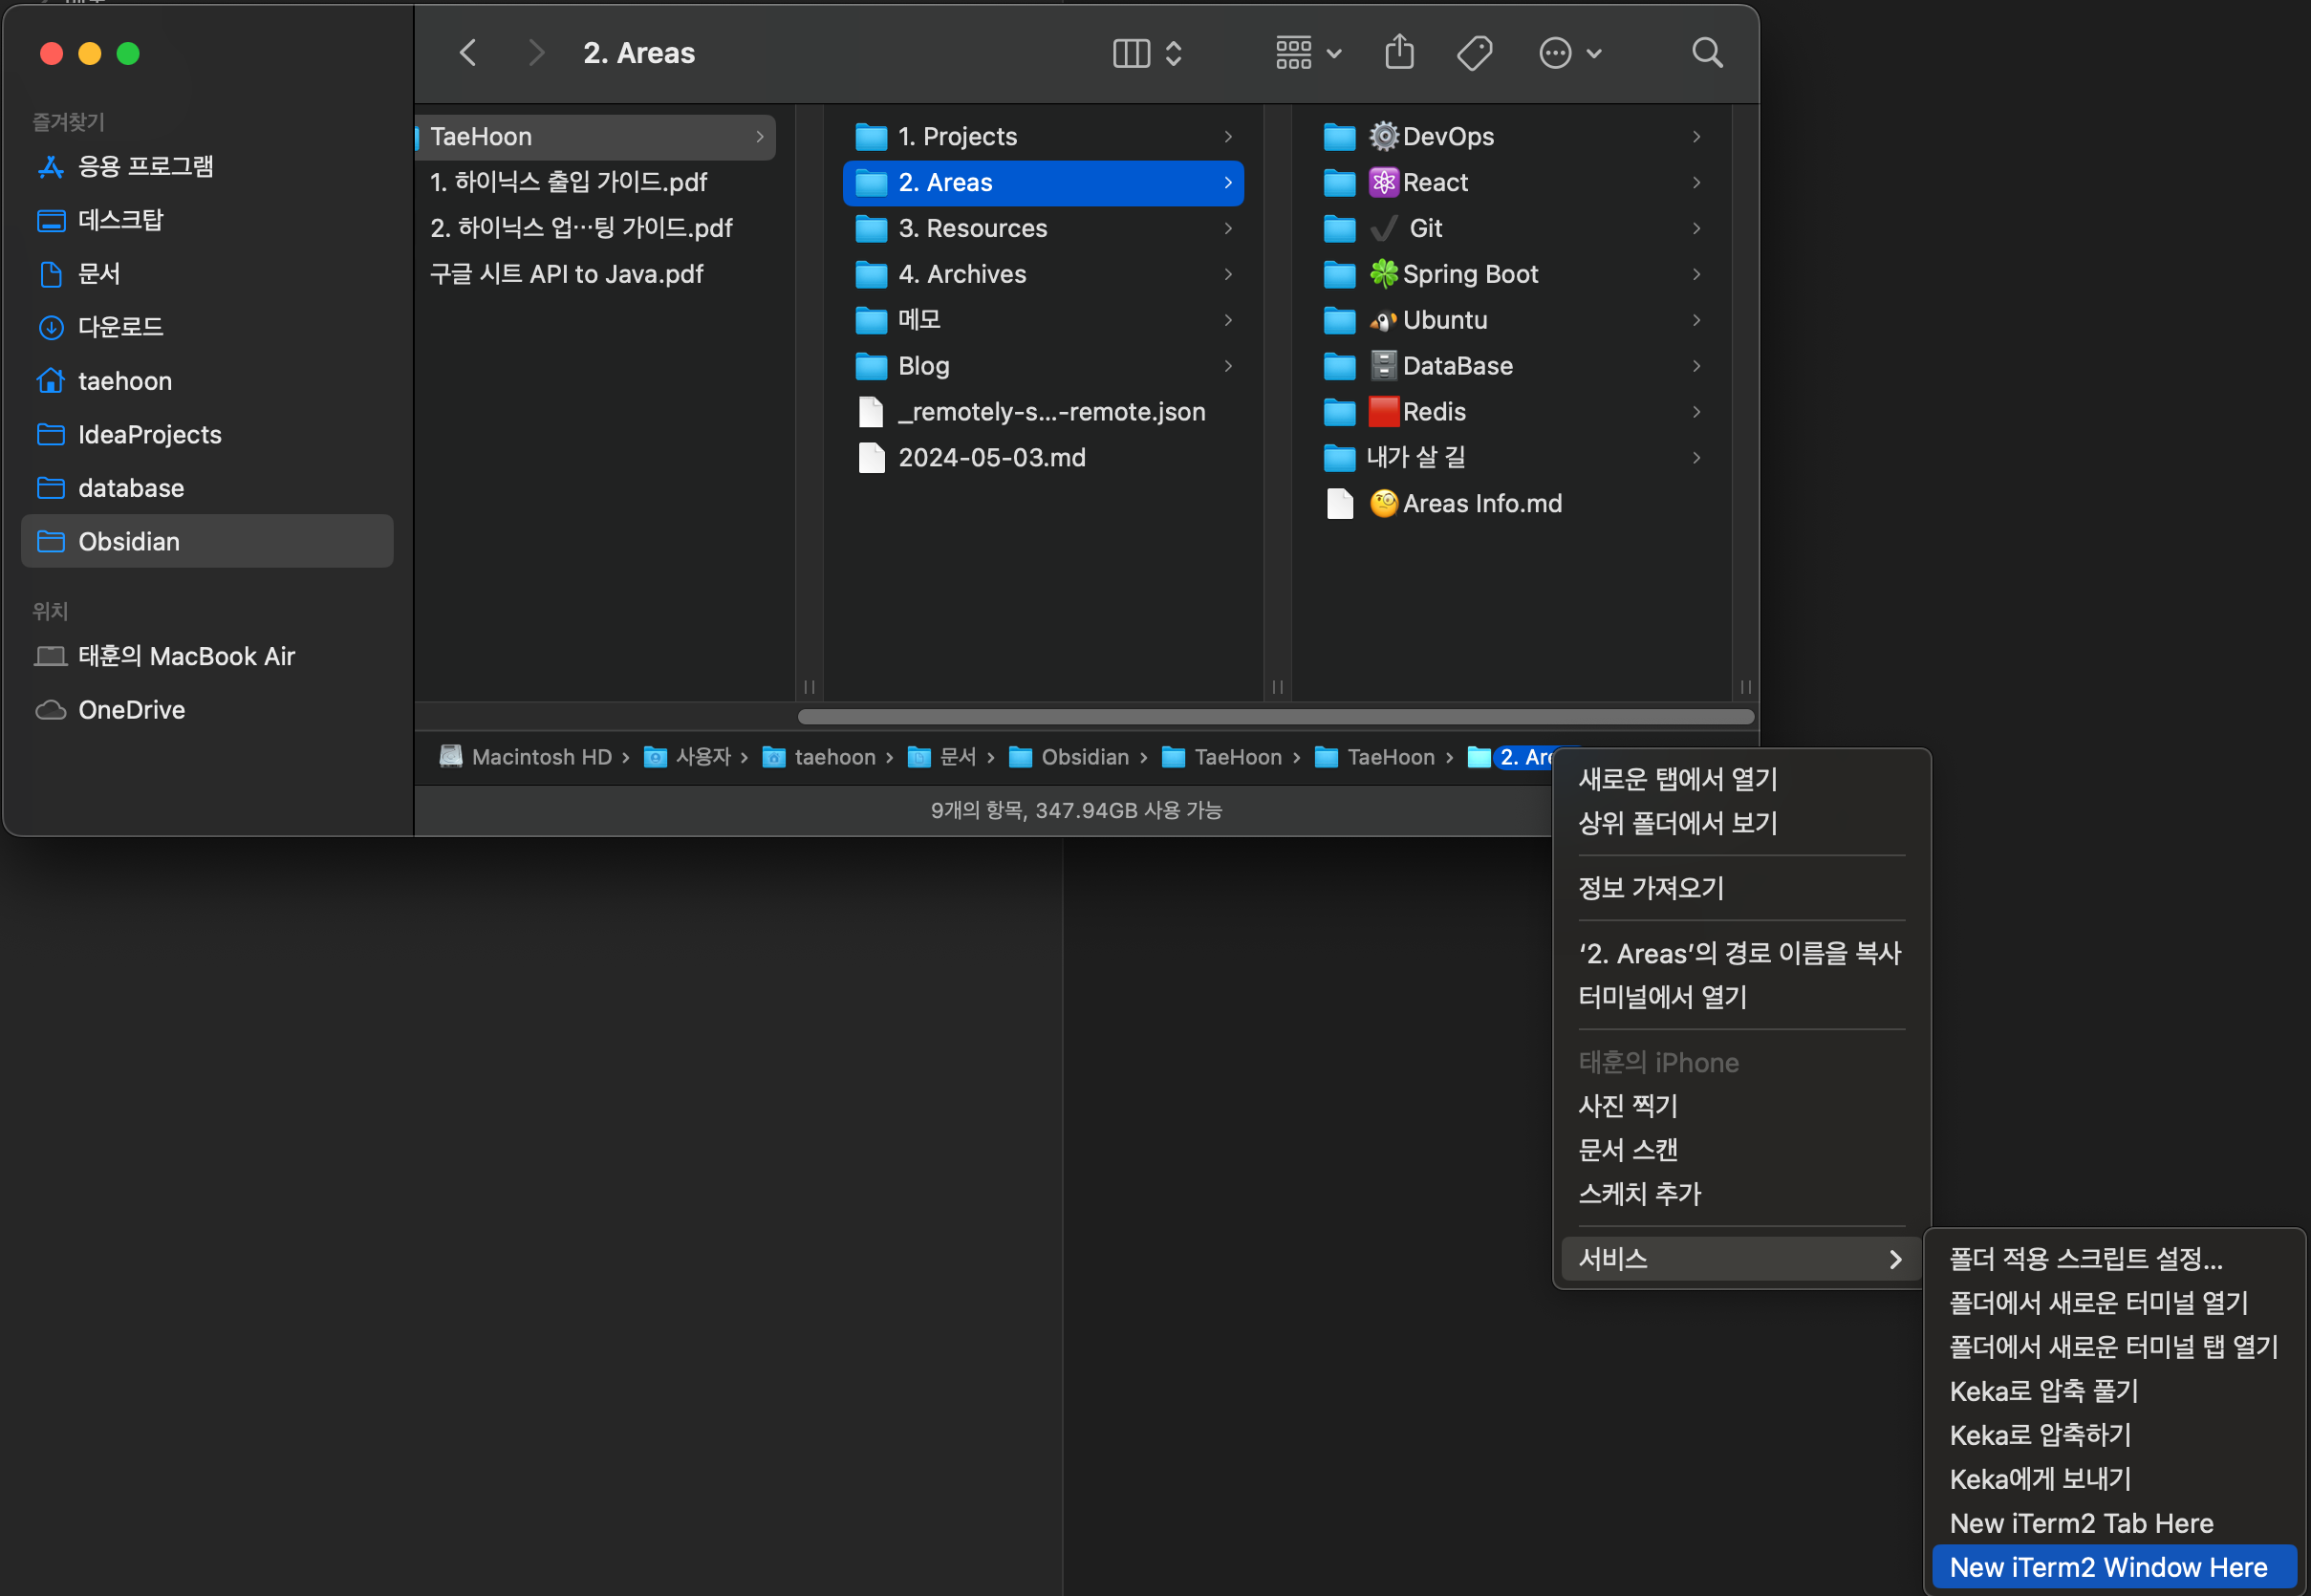 2. Areas
즐겨찾기
응용 프로그램
데스크탑
문서
다운로드
taehoon
IdeaProjects
database
Obsidian
위치
태훈의 MacBook Air
OneDrive
TaeHoon
1. 하이닉스 출입 가이드.pdf
2. 하이닉스 업…팅 가이드.pdf
구글 시트 API to Java.pdf
1. Projects
2. Areas
3. Resources
4. Archives
메모
Blog
_remotely-s...-remote.json
2024-05-03.md
⚙️DevOps
⚛️React
✔️ Git
🍀Spring Boot
🐧Ubuntu
🗄️DataBase
🟥Redis
내가 살 길
🧐Areas Info.md
Macintosh HD › 사용자 › taehoon › 문서 › Obsidian › TaeHoon › TaeHoon › 2. Are
9개의 항목, 347.94GB 사용 가능
새로운 탭에서 열기
상위 폴더에서 보기
정보 가져오기
‘2. Areas’의 경로 이름을 복사
터미널에서 열기
태훈의 iPhone
사진 찍기
문서 스캔
스케치 추가
서비스
폴더 적용 스크립트 설정...
폴더에서 새로운 터미널 열기
폴더에서 새로운 터미널 탭 열기
Keka로 압축 풀기
Keka로 압축하기
Keka에게 보내기
New iTerm2 Tab Here
New iTerm2 Window Here